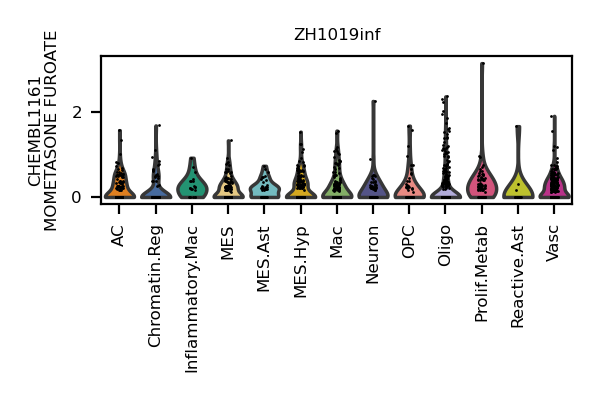 ZH1019inf
CHEMBL1161
MOMETASONE FUROATE
2
0
AC
Chromatin.Reg
Inflammatory.Mac
MES
MES.Ast
MES.Hyp
Mac
Neuron
OPC
Oligo
Prolif.Metab
Reactive.Ast
Vasc